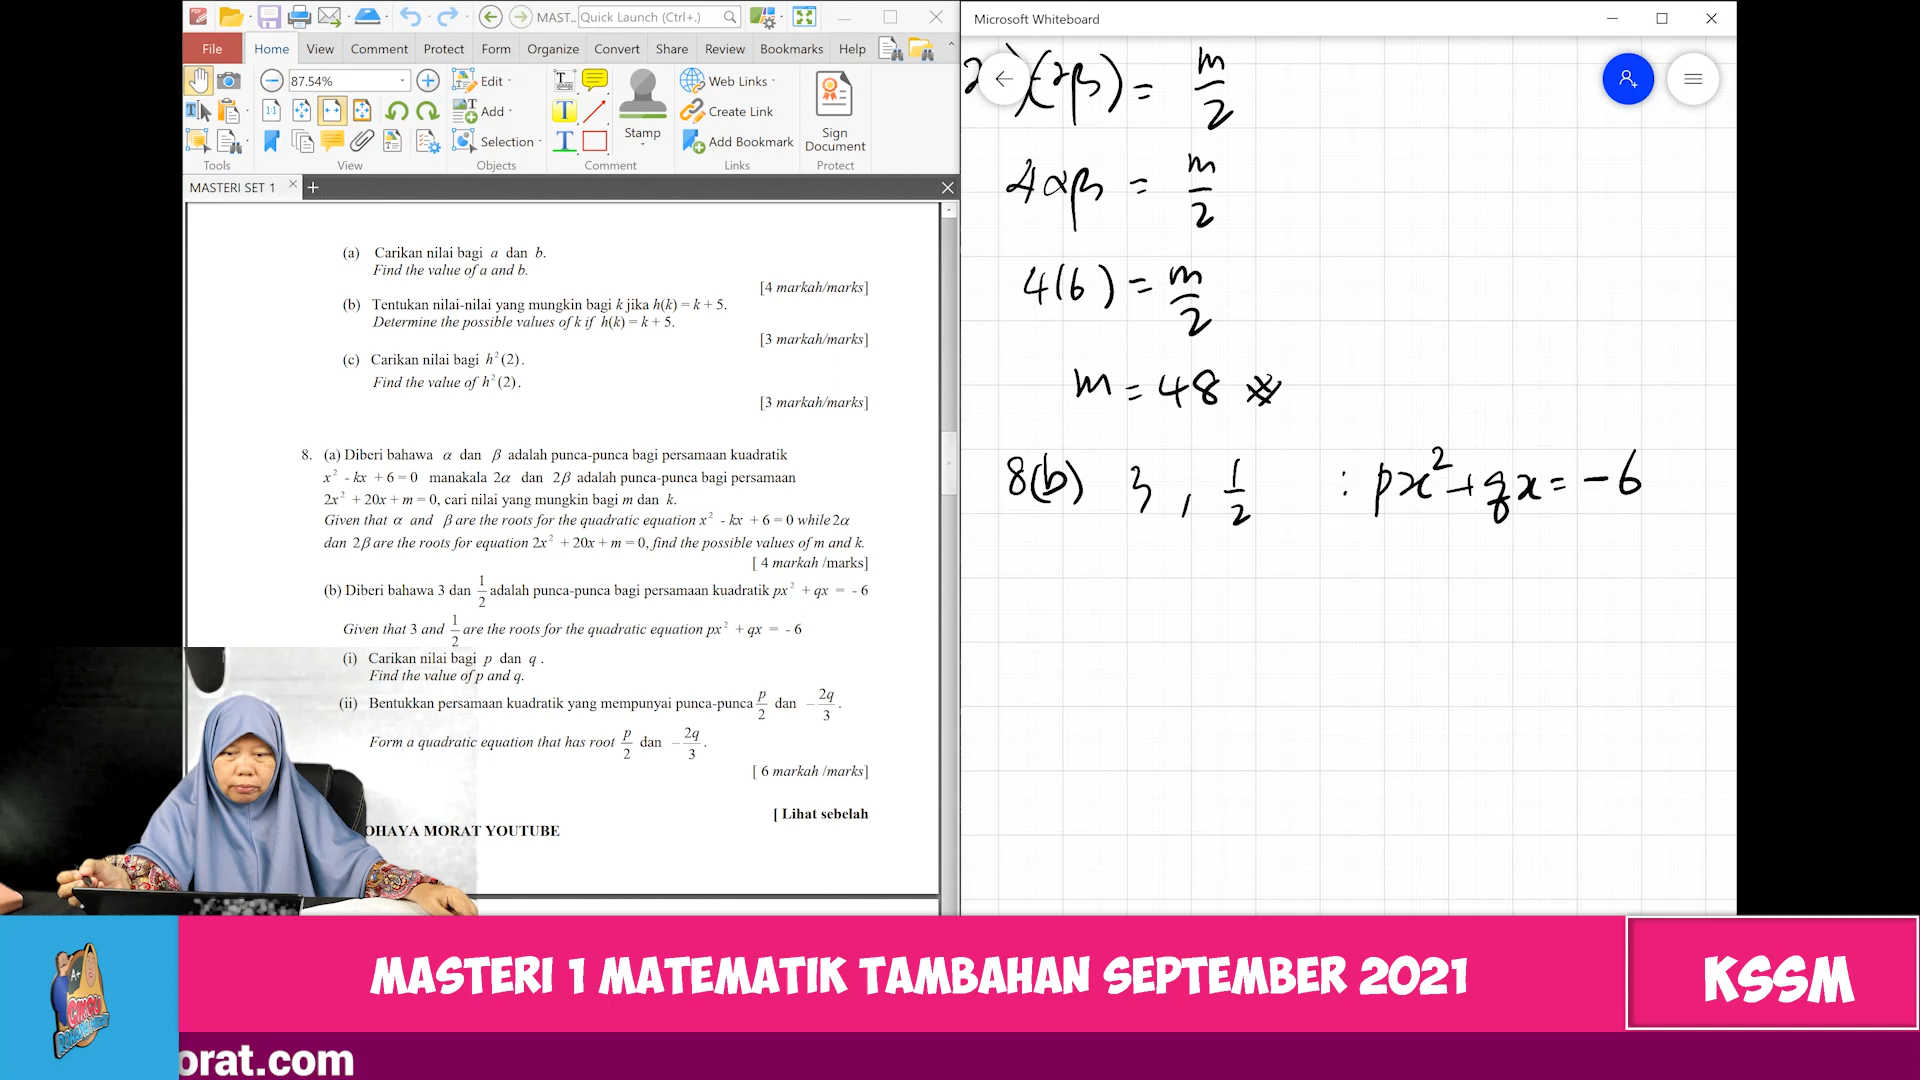 MAST.. Quick Launch (Ctrl+.)
File Home View Comment Protect Form Organize Convert Share Review Bookmarks Help
87.54%
Edit
Add
Selection
Stamp
Web Links
Create Link
Add Bookmark
Sign Document
Tools View Objects Comment Links Protect
MASTERI SET 1
(a) Carikan nilai bagi a dan b.
Find the value of a and b.
[4 markah/marks]
(b) Tentukan nilai-nilai yang mungkin bagi k jika h(k) = k + 5.
Determine the possible values of k if h(k) = k + 5.
[3 markah/marks]
(c) Carikan nilai bagi h²(2).
Find the value of h²(2).
[3 markah/marks]
8. (a) Diberi bahawa α dan β adalah punca-punca bagi persamaan kuadratik
x² - kx + 6 = 0 manakala 2α dan 2β adalah punca-punca bagi persamaan
2x² + 20x + m = 0, cari nilai yang mungkin bagi m dan k.
Given that α and β are the roots for the quadratic equation x² - kx + 6 = 0 while 2α
dan 2β are the roots for equation 2x² + 20x + m = 0, find the possible values of m and k.
[ 4 markah /marks]
(b) Diberi bahawa 3 dan 1/2 adalah punca-punca bagi persamaan kuadratik px² + qx = - 6
Given that 3 and 1/2 are the roots for the quadratic equation px² + qx = - 6
(i) Carikan nilai bagi p dan q .
Find the value of p and q.
(ii) Bentukkan persamaan kuadratik yang mempunyai punca-punca p/2 dan - 2q/3 .
Form a quadratic equation that has root p/2 dan - 2q/3 .
[ 6 markah /marks]
[ Lihat sebelah
OHAYA MORAT YOUTUBE
Microsoft Whiteboard
)(2β) = m/2
4αβ = m/2
4(6) = m/2
m = 48
8(b) 3 , 1/2 : px² + qx = -6
A+
CIKGU
MASTERI 1 MATEMATIK TAMBAHAN SEPTEMBER 2021
KSSM
orat.com